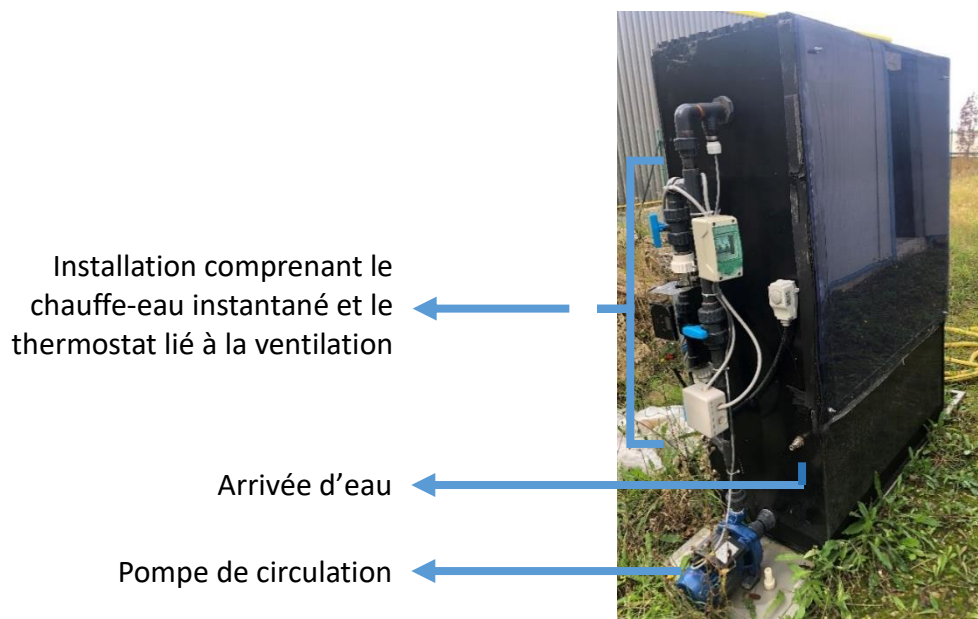 Installation comprenant le
chauffe-eau instantané et le
thermostat lié à la ventilation
Arrivée d'eau
Pompe de circulation